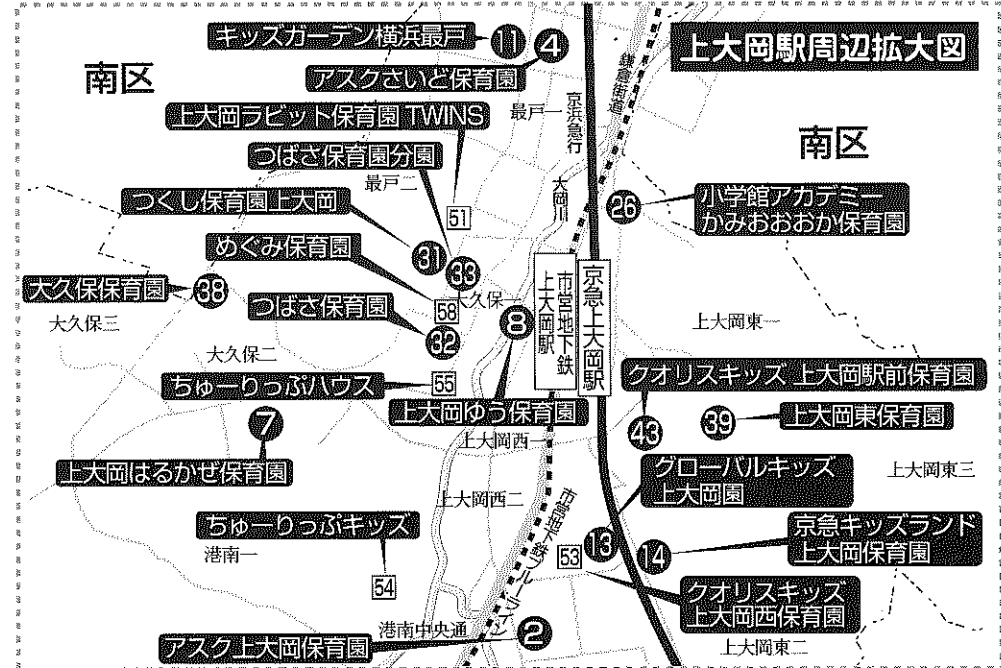 上大岡駅周辺拡大図
キッズガーデン横浜最戸
11
4
南区
アスクさいど保育園
上大岡ラビット保育園 TWINS
最戸一
京浜急行
鎌倉街道
南区
つばさ保育園分園
最戸二
つくし保育園上大岡
51
大岡川
26
小学館アカデミー
かみおおおか保育園
めぐみ保育園
31
33
大久保保育園
38
大久保三
つばさ保育園
58
大久保一
8
市営地下鉄
上大岡駅
京急上大岡駅
上大岡東一
32
大久保二
ちゅーりっぷハウス
55
上大岡ゆう保育園
クオリスキッズ 上大岡駅前保育園
7
43
39
上大岡東保育園
上大岡西一
上大岡はるかぜ保育園
グローバルキッズ
上大岡園
上大岡東三
上大岡西二
市営地下鉄ブルーライン
ちゅーりっぷキッズ
港南一
京急キッズランド
上大岡保育園
13
14
53
54
クオリスキッズ
上大岡西保育園
港南中央通
2
アスク上大岡保育園
上大岡東二